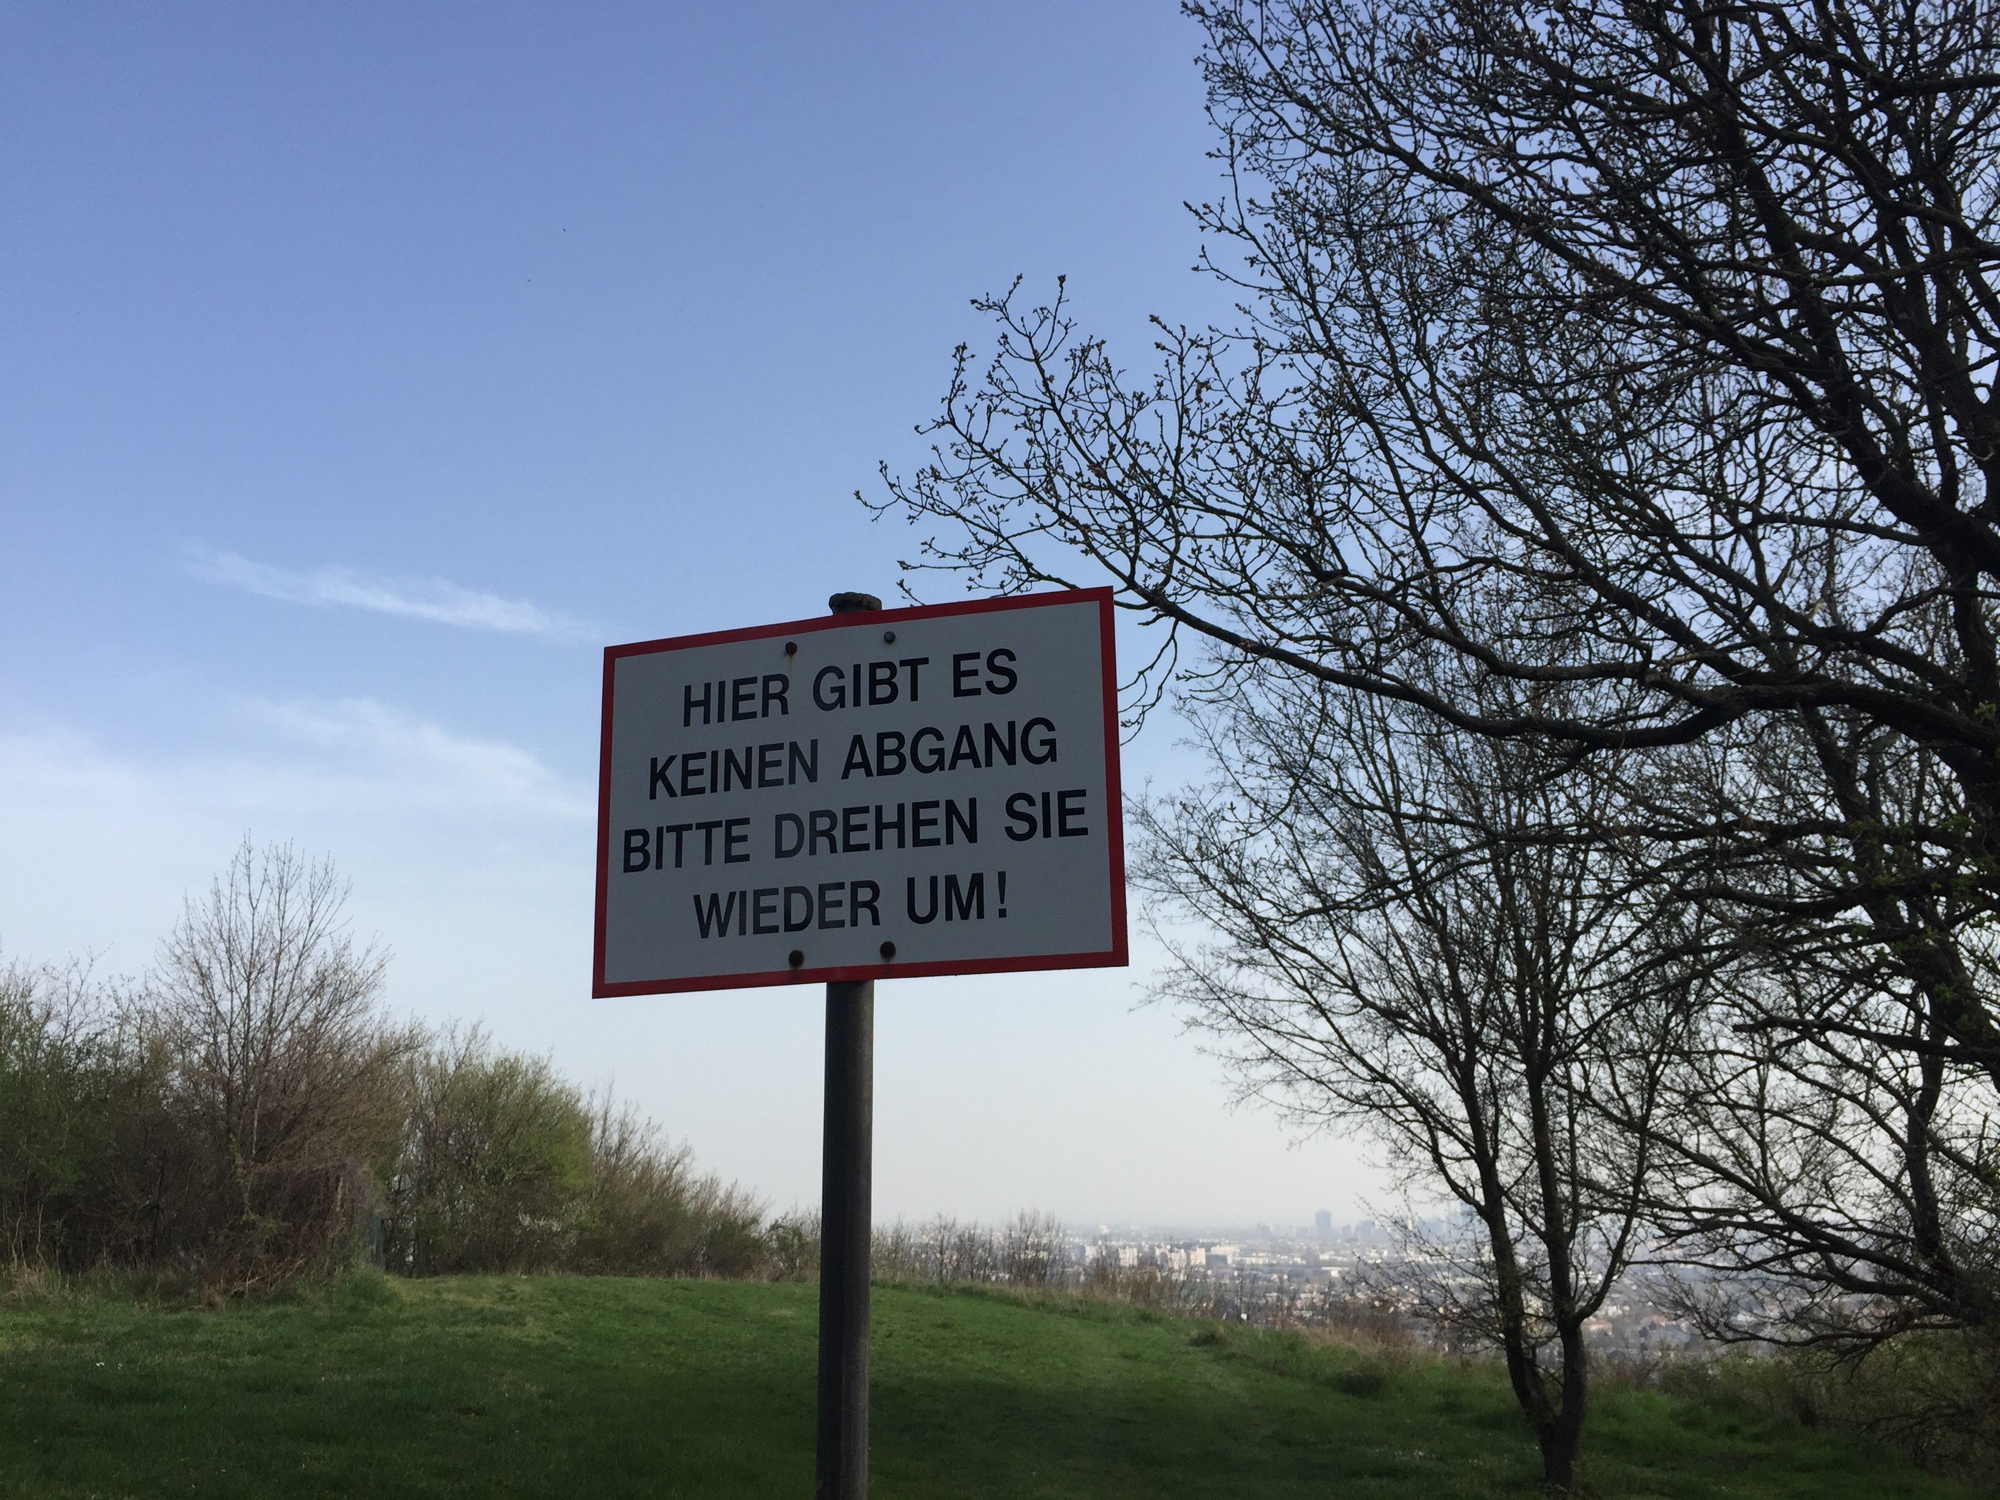 HIER GIBT ES
KEINEN ABGANG
BITTE DREHEN SIE
WIEDER UM!